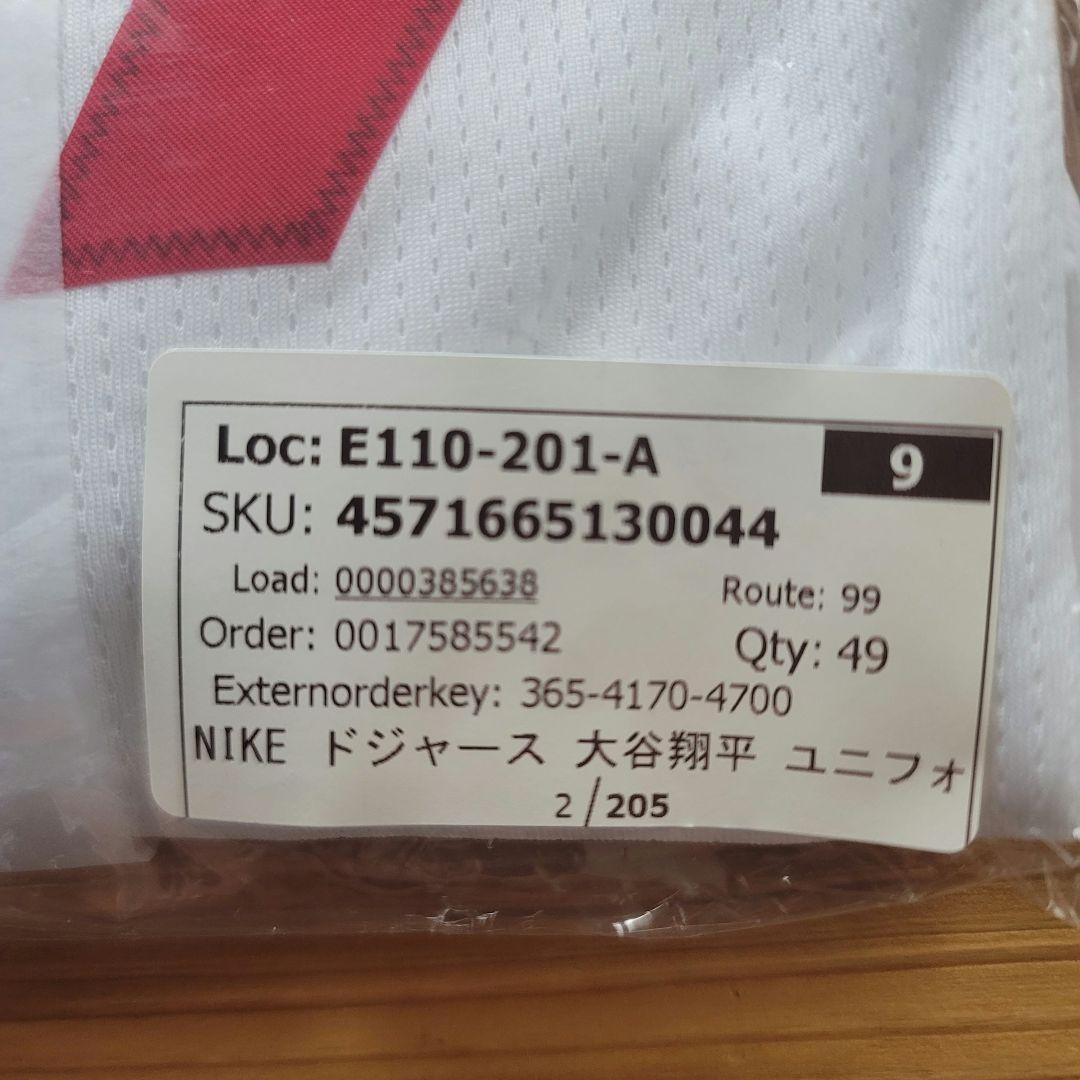 Loc: E110-201-A
9
SKU: 4571665130044
Load: 0000385638
Route: 99
Order: 0017585542
Qty: 49
Externorderkey: 365-4170-4700
NIKE ドジャース 大谷翔平 ユニフォ
2/205